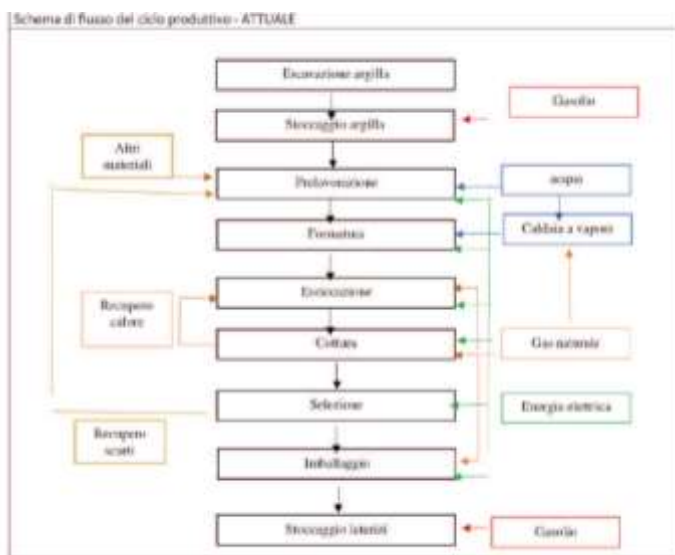 Schema di flusso del ciclo produttivo - ATTUALE
Escavazione argilla
Gasolio
Stoccaggio argilla
Altri
materiali
Prelavorazione
acqua
Formatura
Caldaia a vapore
Essiccazione
Recupero
calore
Cottura
Gas naturale
Selezione
Energia elettrica
Recupero
scarti
Imballaggio
Stoccaggio laterizi
Gasolio